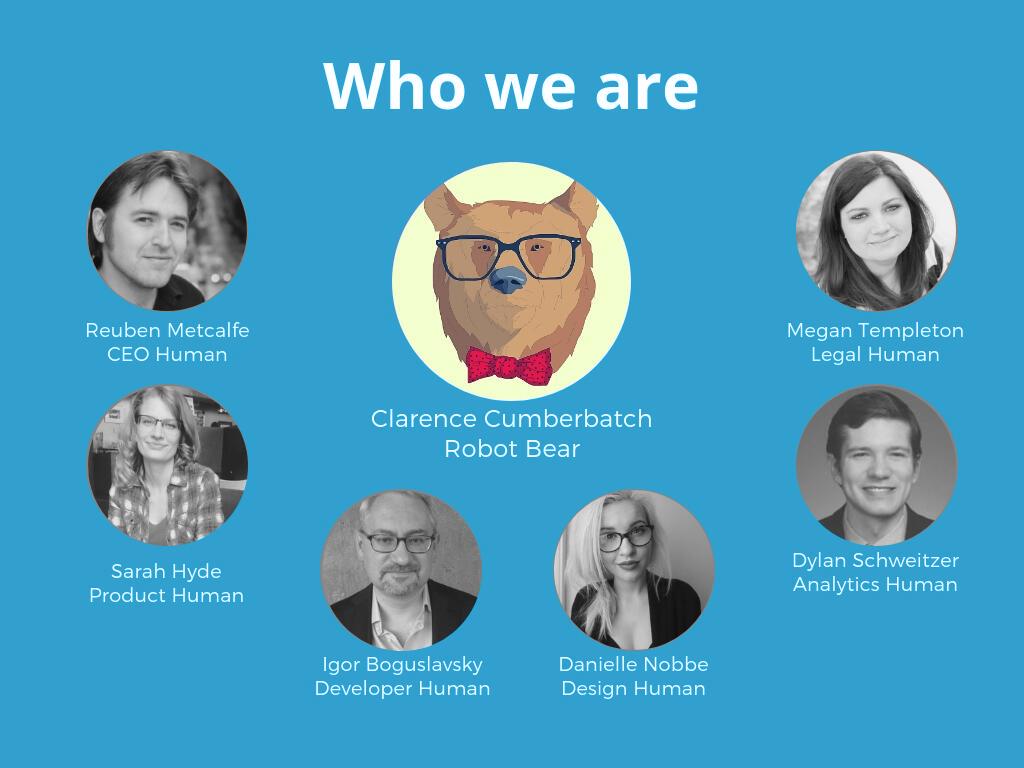 Who we are
Reuben Metcalfe
CEO Human
Clarence Cumberbatch
Robot Bear
Megan Templeton
Legal Human
Sarah Hyde
Product Human
Igor Boguslavsky
Developer Human
Danielle Nobbe
Design Human
Dylan Schweitzer
Analytics Human